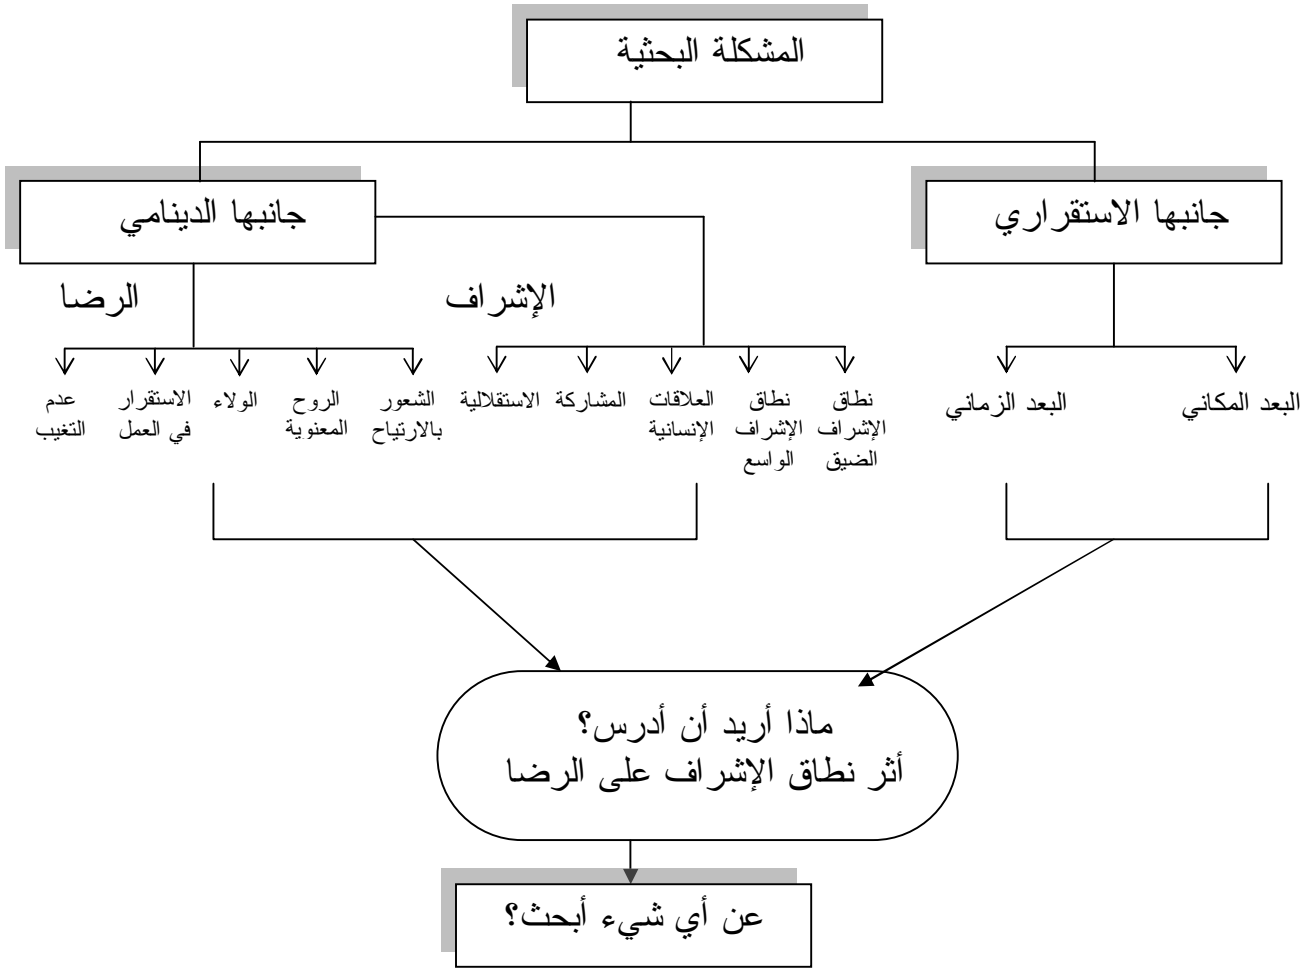 المشكلة البحثية
جانبها الاستقراري
جانبها الدينامي
الإشراف
الرضا
البعد المكاني
البعد الزماني
نطاق
الإشراف
الضيق
نطاق
الإشراف
الواسع
العلاقات
الإنسانية
المشاركة
الاستقلالية
الشعور
بالارتياح
الروح
المعنوية
الولاء
الاستقرار
في العمل
عدم
التغيب
ماذا أريد أن أدرس؟
أثر نطاق الإشراف على الرضا
عن أي شيء أبحث؟